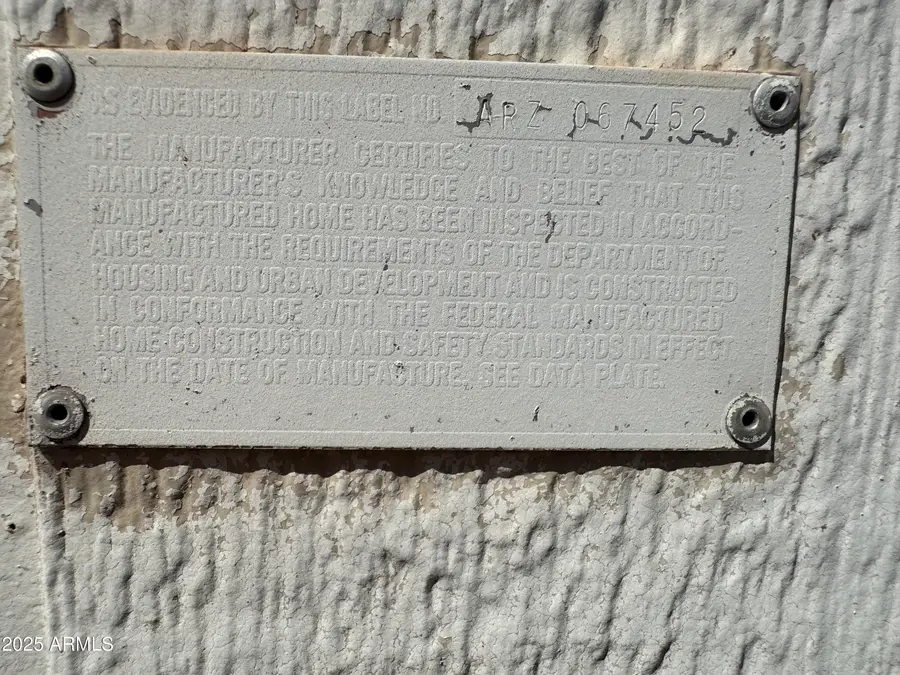 AS EVIDENCED BY THIS LABEL NO. ARZ 067452
THE MANUFACTURER CERTIFIES TO THE BEST OF THE
MANUFACTURER'S KNOWLEDGE AND BELIEF THAT THIS
MANUFACTURED HOME HAS BEEN INSPECTED IN ACCORD-
ANCE WITH THE REQUIREMENTS OF THE DEPARTMENT OF
HOUSING AND URBAN DEVELOPMENT AND IS CONSTRUCTED
IN CONFORMANCE WITH THE FEDERAL MANUFACTURED
HOME CONSTRUCTION AND SAFETY STANDARDS IN EFFECT
ON THE DATE OF MANUFACTURE. SEE DATA PLATE.
2025 ARMLS